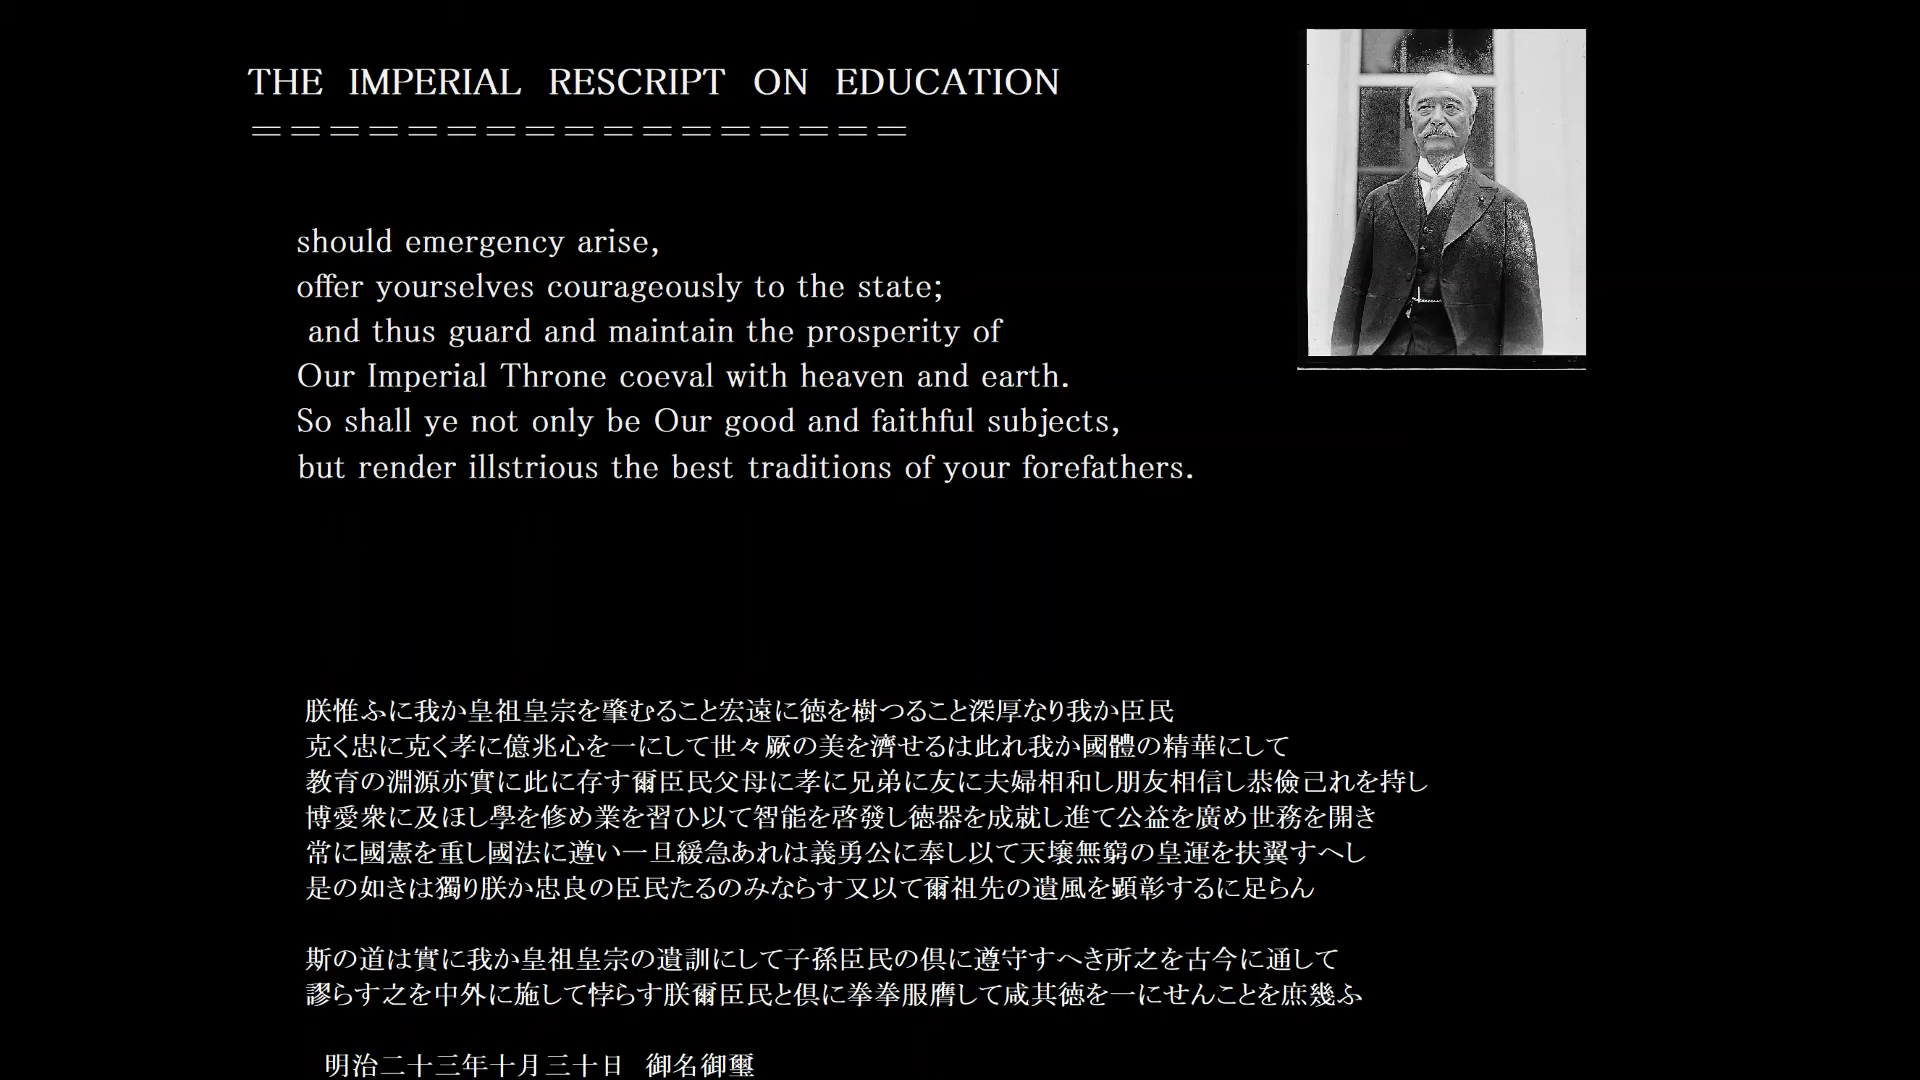 THE IMPERIAL RESCRIPT ON EDUCATION
=================
should emergency arise,
offer yourselves courageously to the state;
and thus guard and maintain the prosperity of
Our Imperial Throne coeval with heaven and earth.
So shall ye not only be Our good and faithful subjects,
but render illstrious the best traditions of your forefathers.
朕惟ふに我か皇祖皇宗を肇むること宏遠に徳を樹つること深厚なり我か臣民
克く忠に克く孝に億兆心を一にして世々厥の美を濟せるは此れ我か國體の精華にして
教育の淵源亦實に此に存す爾臣民父母に孝に兄弟に友に夫婦相和し朋友相信し恭儉己れを持し
博愛衆に及ほし學を修め業を習ひ以て智能を啓發し徳器を成就し進て公益を廣め世務を開き
常に國憲を重し國法に遵い一旦緩急あれは義勇公に奉し以て天壌無窮の皇運を扶翼すへし
是の如きは獨り朕か忠良の臣民たるのみならす又以て爾祖先の遺風を顕彰するに足らん
斯の道は實に我か皇祖皇宗の遺訓にして子孫臣民の倶に遵守すへき所之を古今に通して
謬らす之を中外に施して悖らす朕爾臣民と倶に拳拳服膺して咸其徳を一にせんことを庶幾ふ
明治二十三年十月三十日 御名御璽